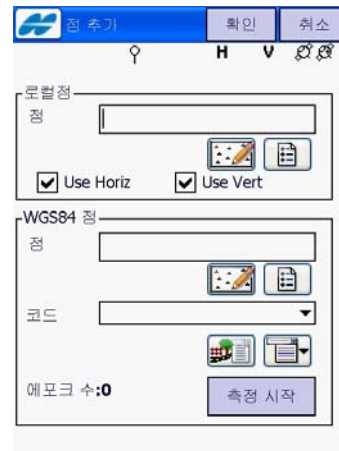 점 추가 확인 취소
H V
로컬점
점
Use Horiz Use Vert
WGS84 점
점
코드
에포크 수:0 측정 시작